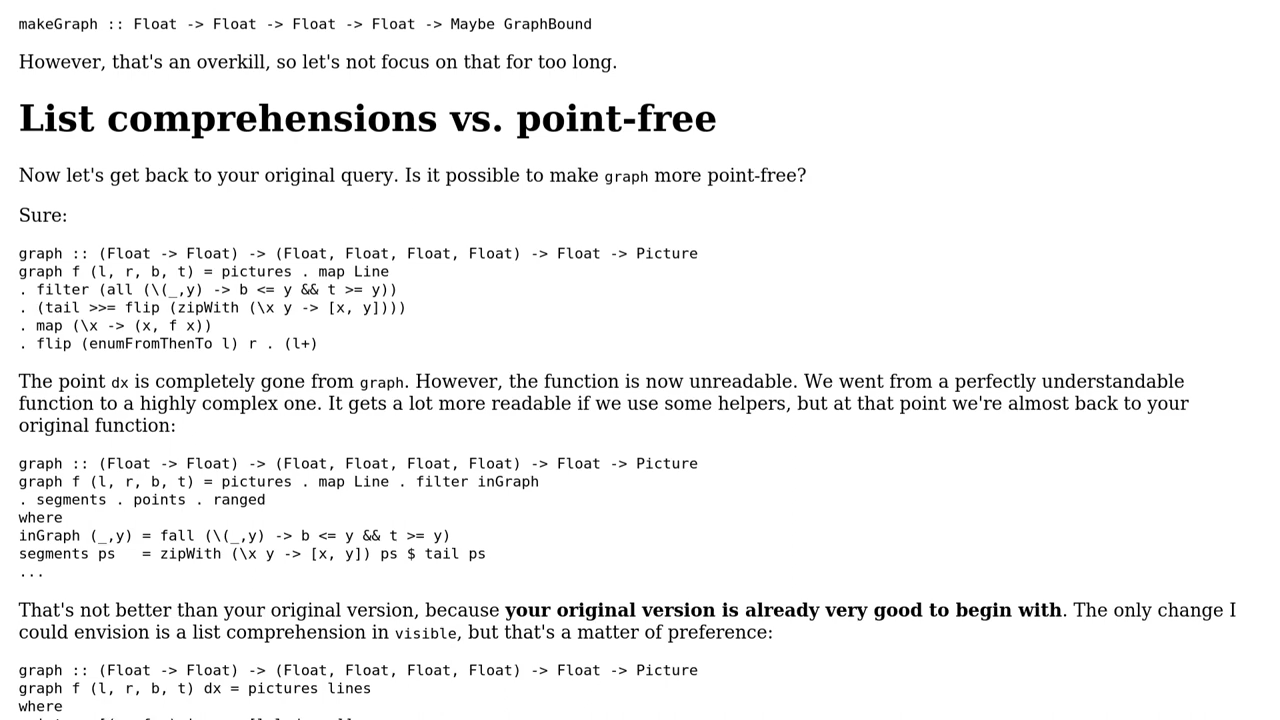 makeGraph :: Float -> Float -> Float -> Float -> Maybe GraphBound
However, that's an overkill, so let's not focus on that for too long.
List comprehensions vs. point-free
Now let's get back to your original query. Is it possible to make graph more point-free?
Sure:
graph :: (Float -> Float) -> (Float, Float, Float, Float) -> Float -> Picture
graph f (l, r, b, t) = pictures . map Line
. filter (all (\(_,y) -> b <= y && t >= y))
. (tail >>= flip (zipWith (\x y -> [x, y])))
. map (\x -> (x, f x))
. flip (enumFromThenTo l) r . (l+)
The point dx is completely gone from graph. However, the function is now unreadable. We went from a perfectly understandable
function to a highly complex one. It gets a lot more readable if we use some helpers, but at that point we're almost back to your
original function:
graph :: (Float -> Float) -> (Float, Float, Float, Float) -> Float -> Picture
graph f (l, r, b, t) = pictures . map Line . filter inGraph
. segments . points . ranged
where
inGraph (_,y) = fall (\(_,y) -> b <= y && t >= y)
segments ps   = zipWith (\x y -> [x, y]) ps $ tail ps
...
That's not better than your original version, because your original version is already very good to begin with. The only change I
could envision is a list comprehension in visible, but that's a matter of preference:
graph :: (Float -> Float) -> (Float, Float, Float, Float) -> Float -> Picture
graph f (l, r, b, t) dx = pictures lines
where